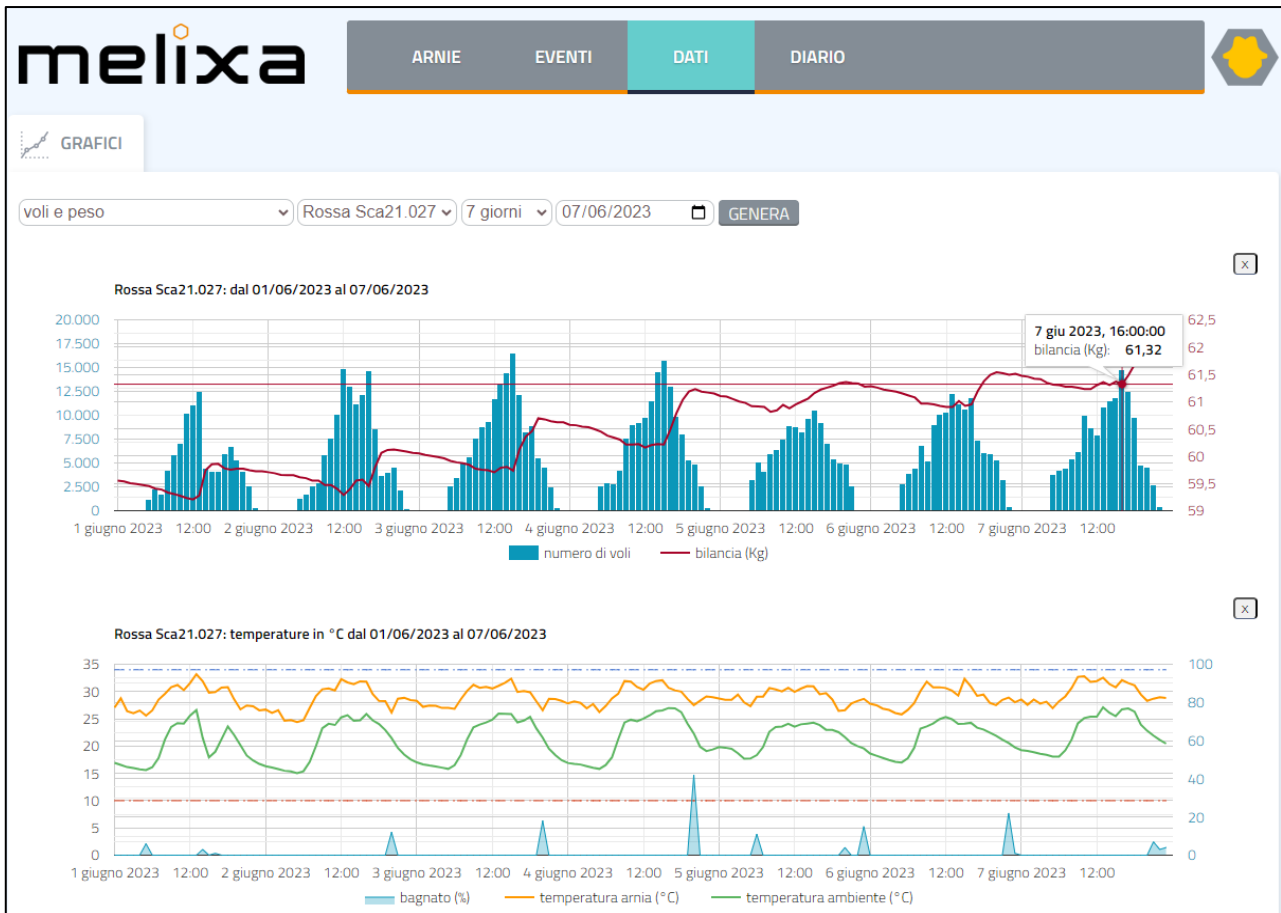 melixa
ARNIE EVENTI DATI DIARIO
GRAFICI
voli e peso Rossa Sca21.027 7 giorni 07/06/2023 GENERA
x
Rossa Sca21.027: dal 01/06/2023 al 07/06/2023
20.000 62,5
7 giu 2023, 16:00:00
17.500 62
bilancia (Kg): 61,32
15.000 61,5
12.500 61
10.000 60,5
7.500 60
5.000 59,5
2.500 59
0
1 giugno 2023 12:00 2 giugno 2023 12:00 3 giugno 2023 12:00 4 giugno 2023 12:00 5 giugno 2023 12:00 6 giugno 2023 12:00 7 giugno 2023 12:00
numero di voli bilancia (Kg)
x
Rossa Sca21.027: temperature in °C dal 01/06/2023 al 07/06/2023
35 100
30 80
25
20 60
15 40
10
5 20
0 0
1 giugno 2023 12:00 2 giugno 2023 12:00 3 giugno 2023 12:00 4 giugno 2023 12:00 5 giugno 2023 12:00 6 giugno 2023 12:00 7 giugno 2023 12:00
bagnato (%) temperatura arnia (°C) temperatura ambiente (°C)